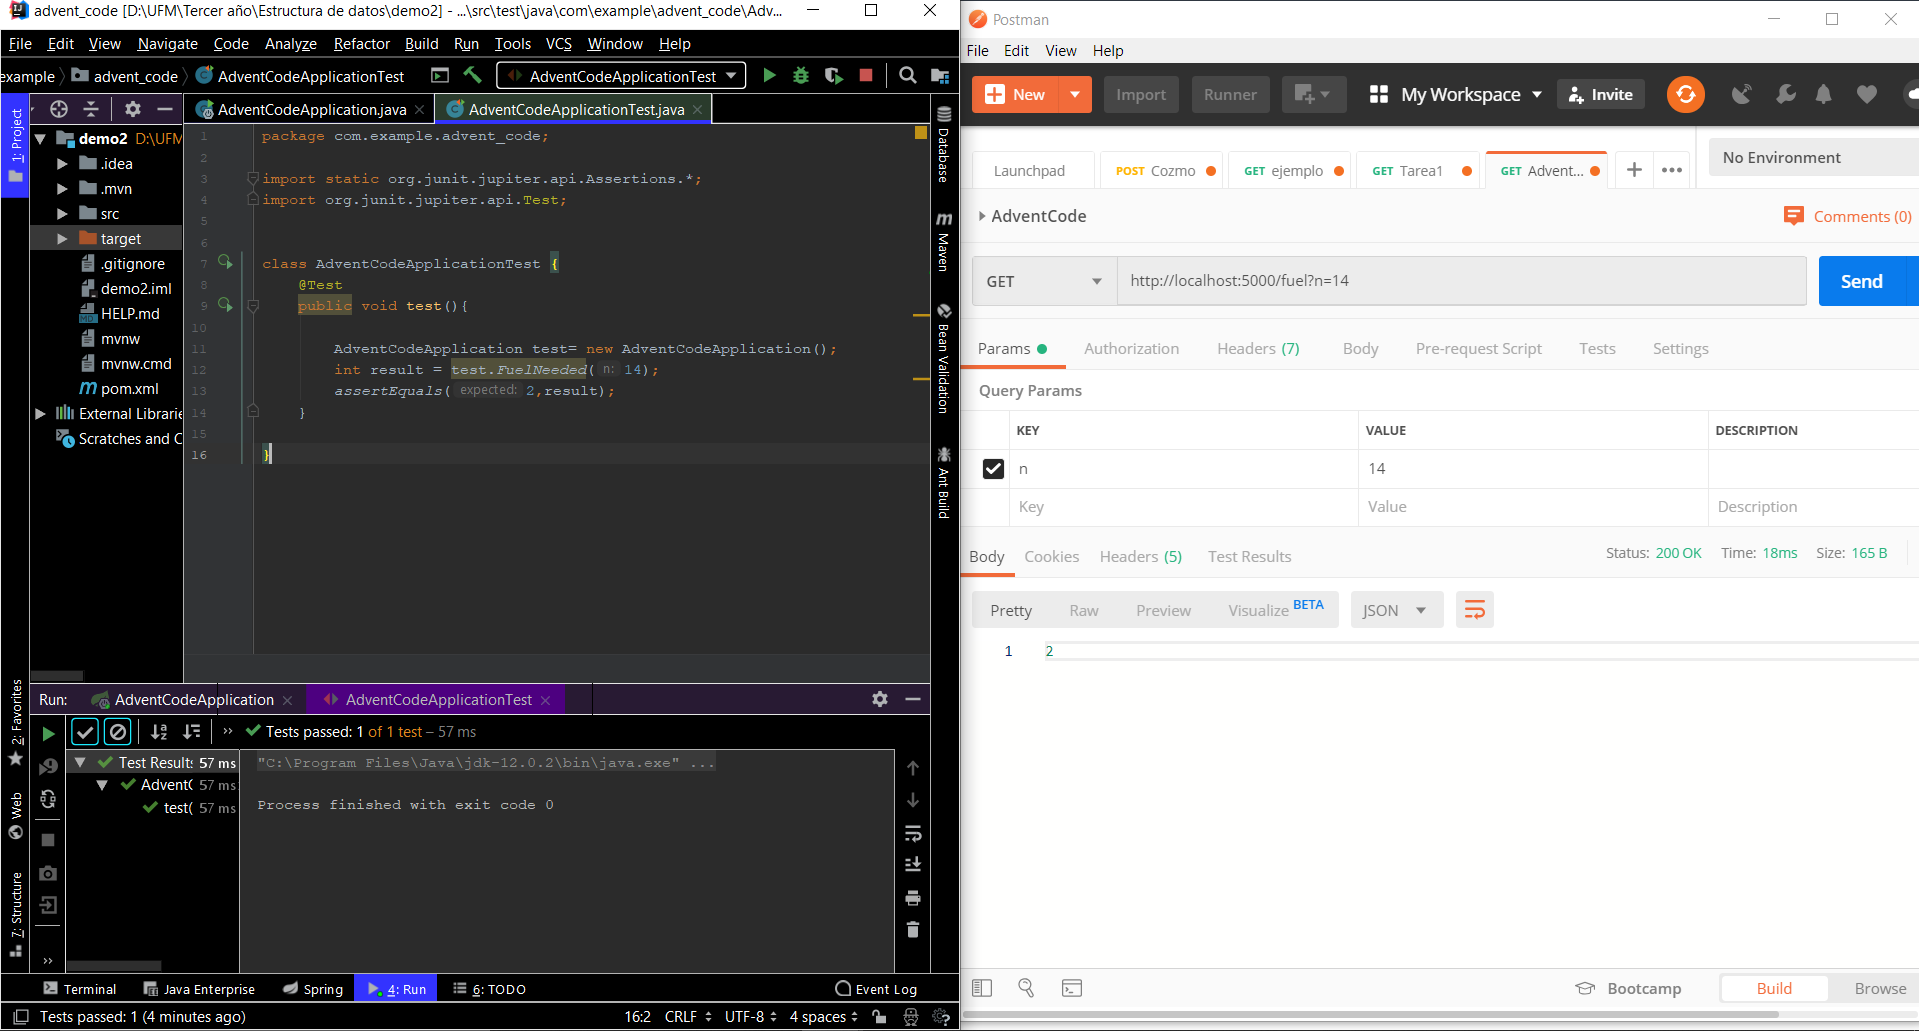 advent_code [D:\UFM\Tercer año\Estructura de datos\demo2] - ...\src\test\java\com\example\advent_code\Adv...
File Edit View Navigate Code Analyze Refactor Build Run Tools VCS Window Help
example advent_code AdventCodeApplicationTest AdventCodeApplicationTest
1: Project
AdventCodeApplication.java AdventCodeApplicationTest.java
demo2 D:\UFM
.idea
.mvn
src
target
.gitignore
demo2.iml
HELP.md
mvnw
mvnw.cmd
pom.xml
External Librarie
Scratches and C
1 package com.example.advent_code;
2
3 import static org.junit.jupiter.api.Assertions.*;
4 import org.junit.jupiter.api.Test;
5
6
7 class AdventCodeApplicationTest {
8 @Test
9 public void test(){
10
11 AdventCodeApplication test= new AdventCodeApplication();
12 int result = test.FuelNeeded( n: 14);
13 assertEquals( expected: 2,result);
14 }
15
16 }
Database
Maven
Bean Validation
Ant Build
2: Favorites
Web
7: Structure
Run: AdventCodeApplication AdventCodeApplicationTest
Tests passed: 1 of 1 test – 57 ms
Test Results 57 ms
Advent( 57 ms
test( 57 ms
"C:\Program Files\Java\jdk-12.0.2\bin\java.exe" ...
Process finished with exit code 0
Terminal Java Enterprise Spring 4: Run 6: TODO Event Log
Tests passed: 1 (4 minutes ago) 16:2 CRLF UTF-8 4 spaces
Postman
File Edit View Help
New Import Runner My Workspace Invite
Launchpad POST Cozmo GET ejemplo GET Tarea1 GET Advent... No Environment
AdventCode Comments (0)
GET http://localhost:5000/fuel?n=14 Send
Params Authorization Headers (7) Body Pre-request Script Tests Settings
Query Params
KEY VALUE DESCRIPTION
n 14
Key Value Description
Body Cookies Headers (5) Test Results Status: 200 OK Time: 18ms Size: 165 B
Pretty Raw Preview Visualize BETA JSON
1 2
Bootcamp Build Browse